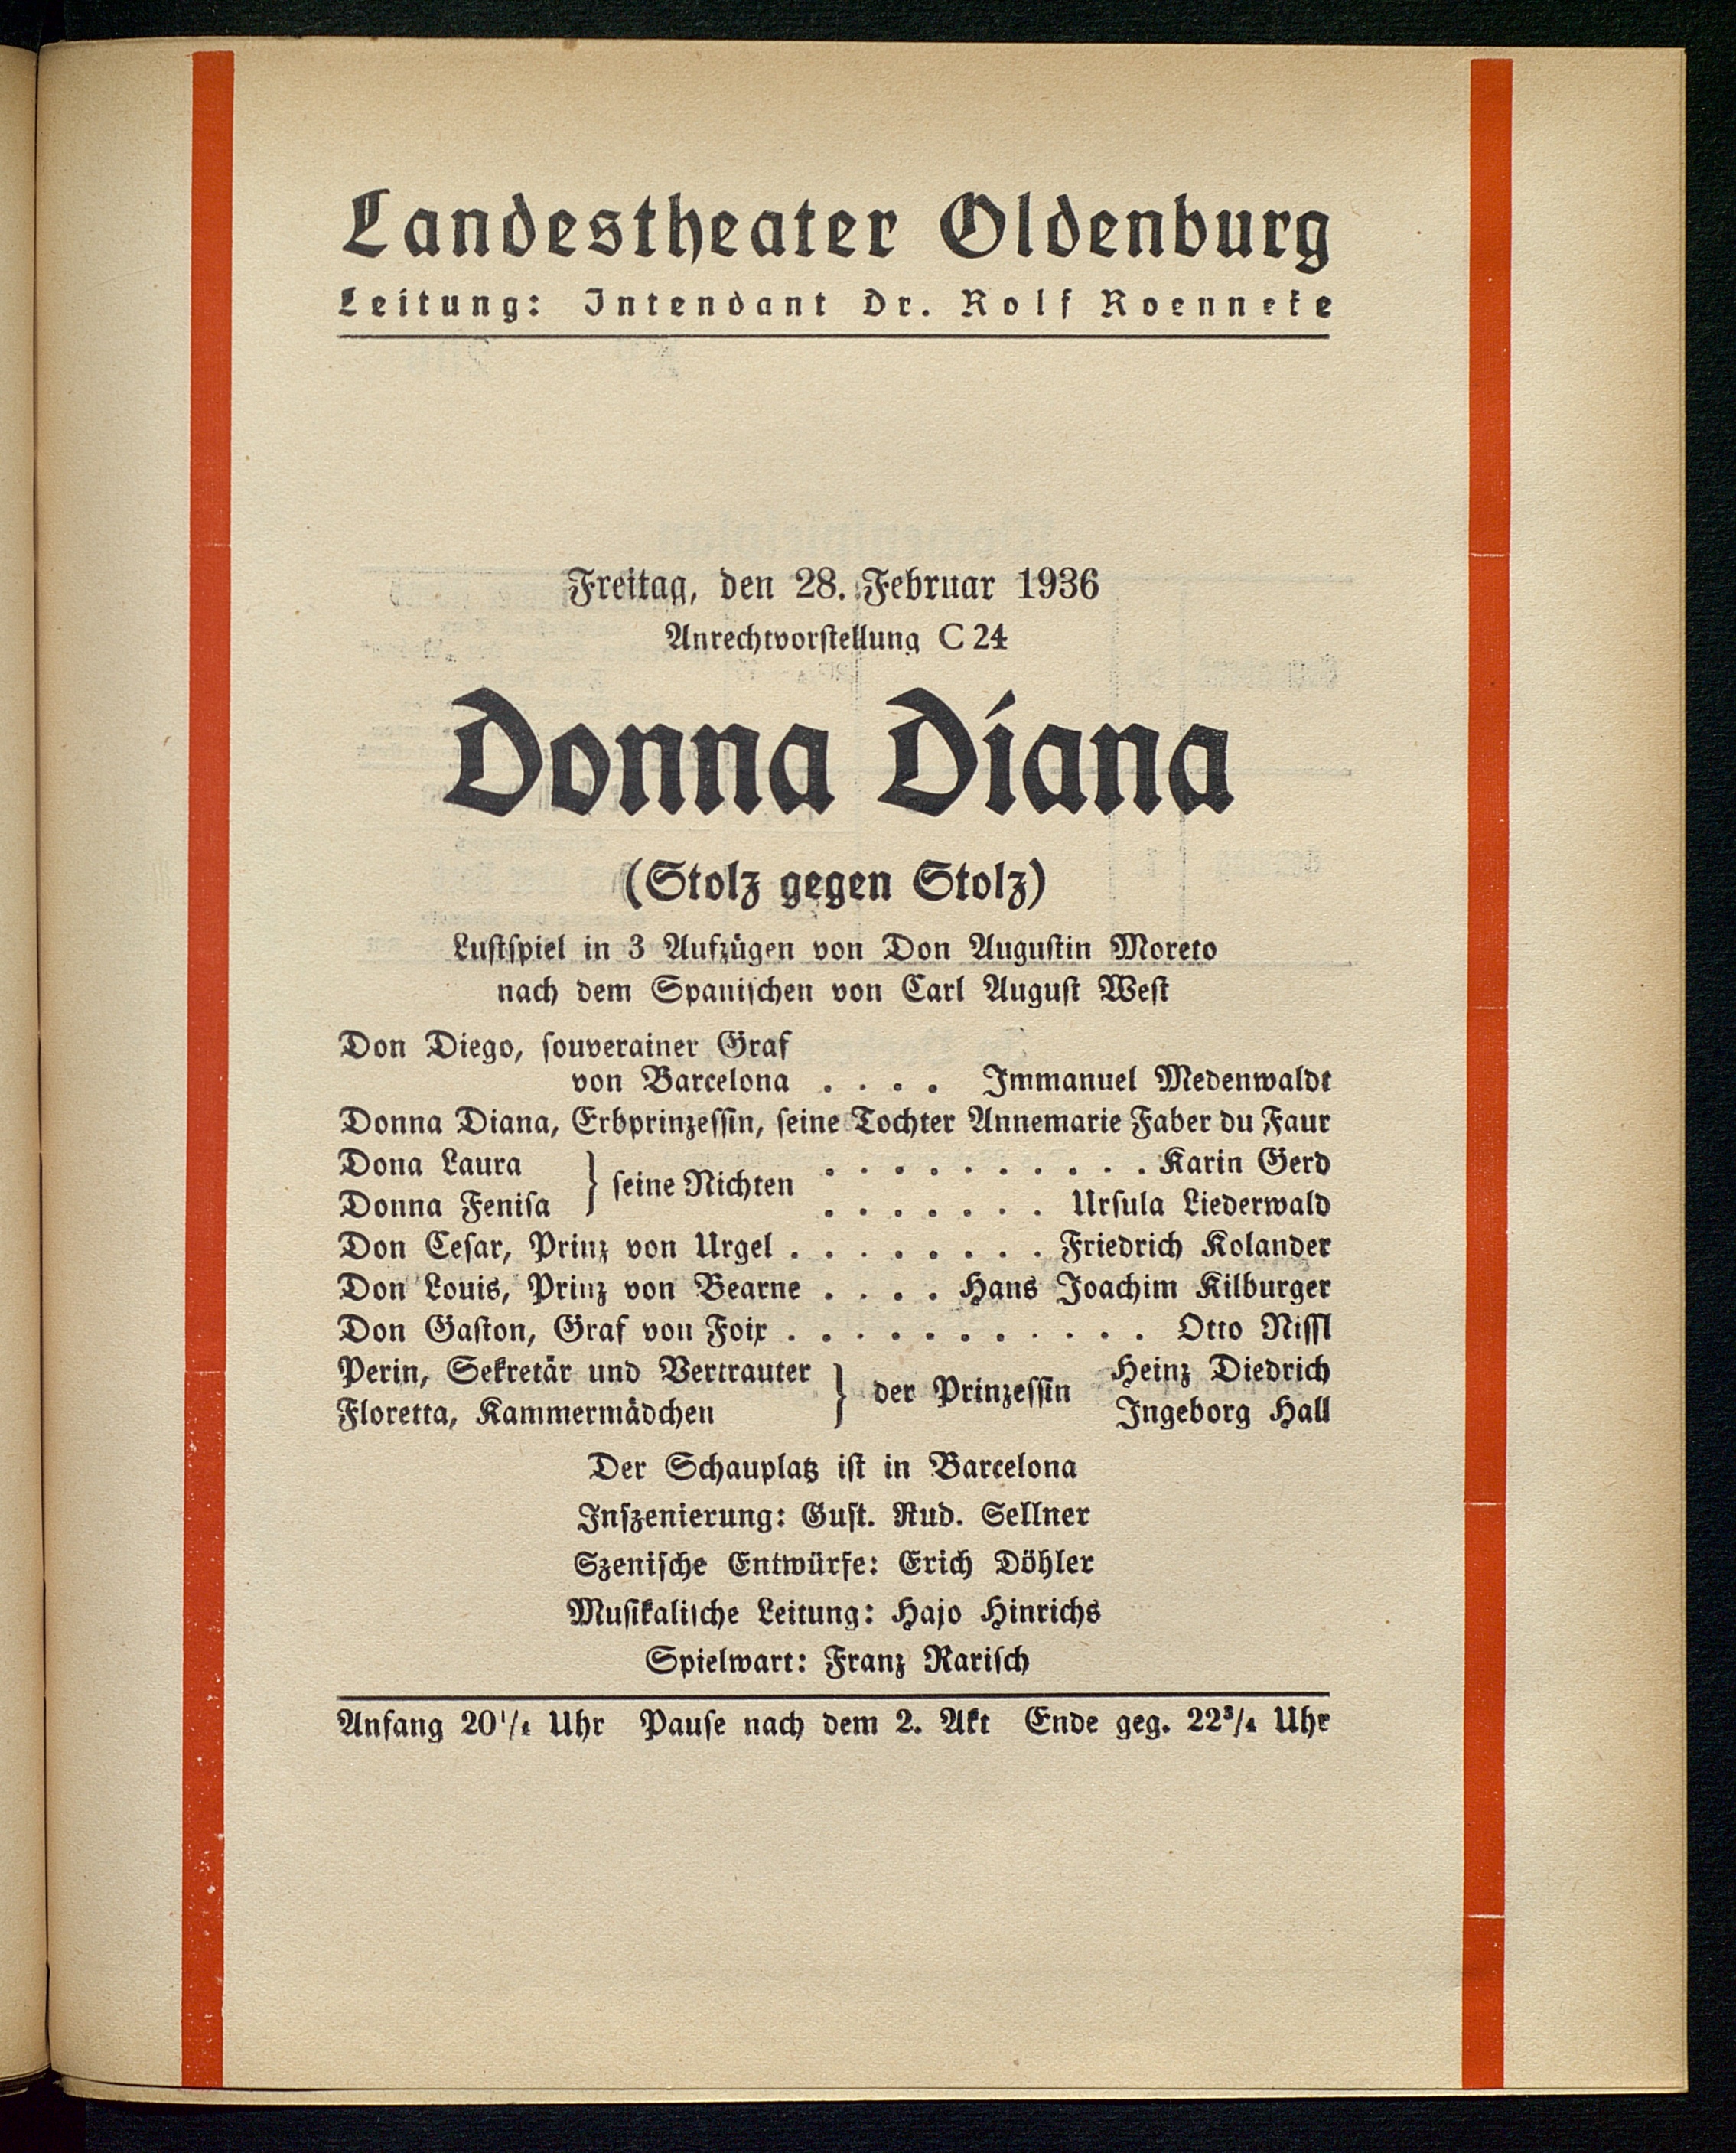 Landestheater Oldenburg
Leitung: Intendant Dr. Rolf Roenneke
Freitag, den 28. Februar 1936
Anrechtvorstellung C 24
Donna Diana
(Stolz gegen Stolz)
Lustspiel in 3 Aufzügen von Don Augustin Moreto
nach dem Spanischen von Carl August West
Don Diego, souverainer Graf
von Barcelona . . . . Immanuel Medenwaldt
Donna Diana, Erbprinzessin, seine Tochter Annemarie Faber du Faur
Dona Laura } seine Nichten . . . . . . . . . . Karin Gerd
Donna Fenisa . . . . . . . Ursula Liederwald
Don Cesar, Prinz von Urgel . . . . . . . . Friedrich Kolander
Don Louis, Prinz von Bearne . . . . Hans Joachim Kilburger
Don Gaston, Graf von Foix . . . . . . . . . . . Otto Nissl
Perin, Sekretär und Vertrauter } der Prinzessin Heinz Diedrich
Floretta, Kammermädchen Ingeborg Hall
Der Schauplatz ist in Barcelona
Inszenierung: Gust. Rud. Sellner
Szenische Entwürfe: Erich Döhler
Musikalische Leitung: Hajo Hinrichs
Spielwart: Franz Rarisch
Anfang 20¹/₄ Uhr Pause nach dem 2. Akt Ende geg. 22³/₄ Uhr